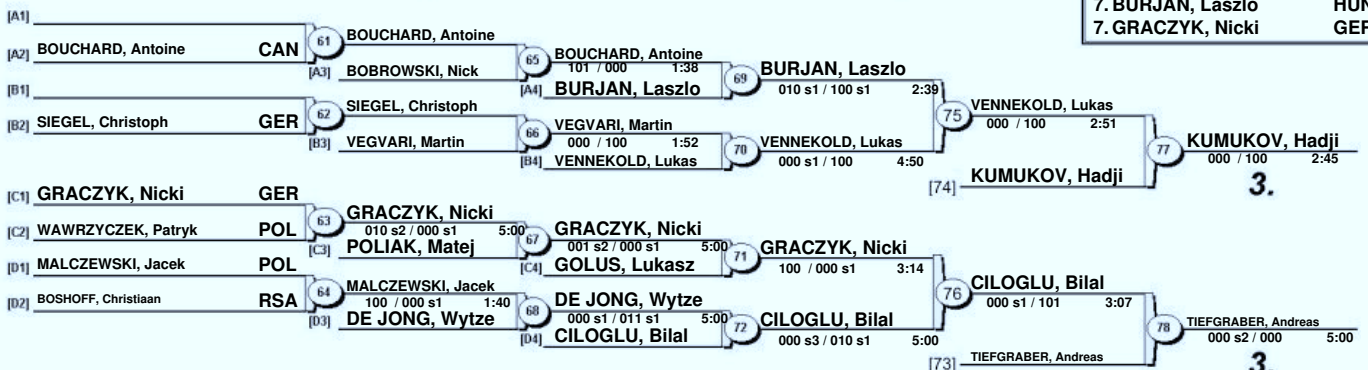 7. BURJAN, Laszlo HUN
7. GRACZYK, Nicki GER
[A1]
[A2] BOUCHARD, Antoine CAN
61 BOUCHARD, Antoine
[A3] BOBROWSKI, Nick
65 BOUCHARD, Antoine
101 / 000 1:38
[A4] BURJAN, Laszlo
69 BURJAN, Laszlo
010 s1 / 100 s1 2:39
[B1]
[B2] SIEGEL, Christoph GER
62 SIEGEL, Christoph
[B3] VEGVARI, Martin
66 VEGVARI, Martin
000 / 100 1:52
[B4] VENNEKOLD, Lukas
70 VENNEKOLD, Lukas
000 s1 / 100 4:50
75 VENNEKOLD, Lukas
000 / 100 2:51
[74] KUMUKOV, Hadji
77 KUMUKOV, Hadji
000 / 100 2:45
3.
[C1] GRACZYK, Nicki GER
[C2] WAWRZYCZEK, Patryk POL
63 GRACZYK, Nicki
010 s2 / 000 s1 5:00
[C3] POLIAK, Matej
67 GRACZYK, Nicki
001 s2 / 000 s1 5:00
[C4] GOLUS, Lukasz
71 GRACZYK, Nicki
100 / 000 s1 3:14
[D1] MALCZEWSKI, Jacek POL
[D2] BOSHOFF, Christiaan RSA
64 MALCZEWSKI, Jacek
100 / 000 s1 1:40
[D3] DE JONG, Wytze
68 DE JONG, Wytze
000 s1 / 011 s1 5:00
[D4] CILOGLU, Bilal
72 CILOGLU, Bilal
000 s3 / 010 s1 5:00
76 CILOGLU, Bilal
000 s1 / 101 3:07
[73] TIEFGRABER, Andreas
78 TIEFGRABER, Andreas
000 s2 / 000 5:00
3.